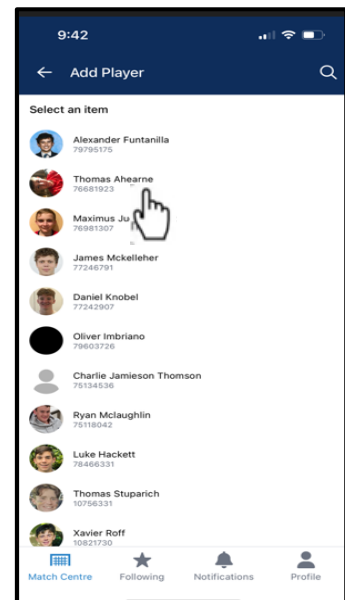 9:42
Add Player
Select an item
Alexander Funtanilla
79795175
Thomas Ahearne
76681923
Maximus Ju
76981307
James Mckelleher
77246791
Daniel Knobel
77242907
Oliver Imbriano
79603726
Charlie Jamieson Thomson
75134536
Ryan Mclaughlin
75118042
Luke Hackett
78466331
Thomas Stuparich
10756331
Xavier Roff
10821730
Match Centre Following Notifications Profile